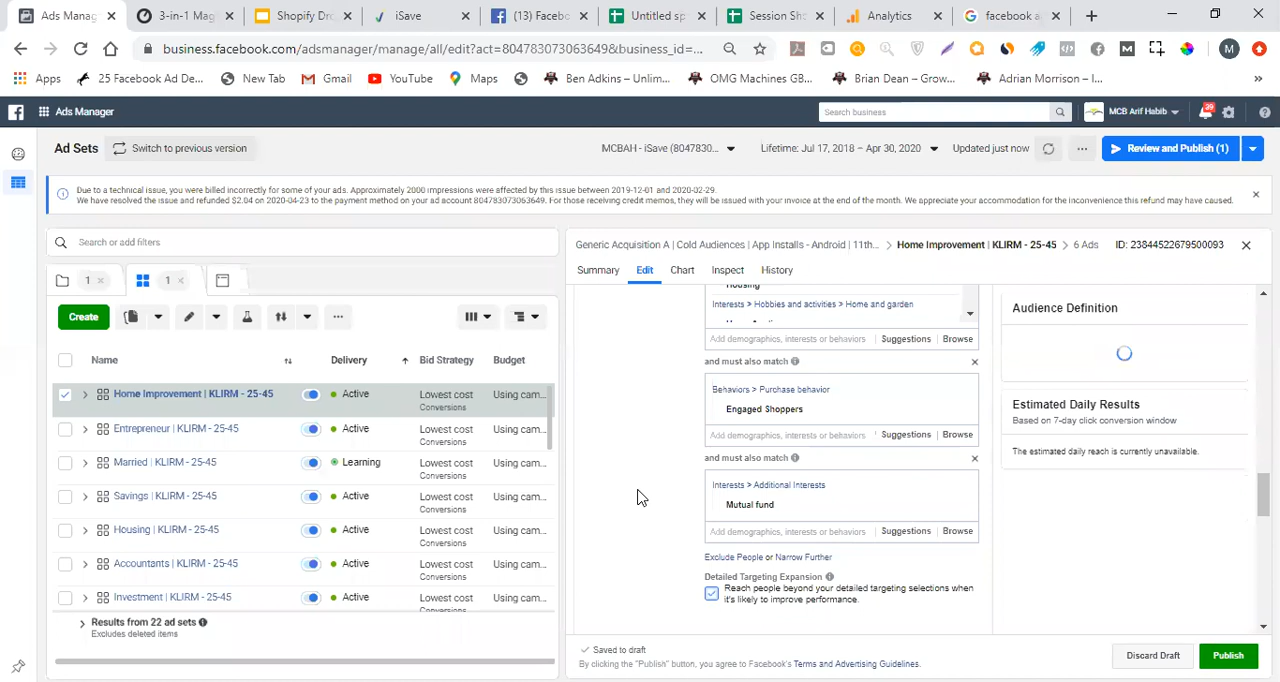 Ads Manager
3-in-1 Mag
Shopify Dro
iSave
(13) Facebo
Untitled sp
Session Sh
Analytics
facebook a
business.facebook.com/adsmanager/manage/all/edit?act=804783073063649&business_id=...
Apps
25 Facebook Ad De...
New Tab
Gmail
YouTube
Maps
Ben Adkins – Unlim...
OMG Machines GB...
Brian Dean – Grow...
Adrian Morrison – I...
»
Ads Manager
Search business
MCB Arif Habib
39
Ad Sets
Switch to previous version
MCBAH - iSave (8047830...
Lifetime: Jul 17, 2018 – Apr 30, 2020
Updated just now
Review and Publish (1)
Due to a technical issue, you were billed incorrectly for some of your ads. Approximately 2000 impressions were affected by this issue between 2019-12-01 and 2020-02-29.
We have resolved the issue and refunded $2.04 on 2020-04-23 to the payment method on your ad account 804783073063649. For those receiving credit memos, they will be issued with your invoice at the end of the month. We appreciate your accommodation for the inconvenience this refund may have caused.
Search or add filters
Generic Acquisition A | Cold Audiences | App Installs - Android | 11th...
Home Improvement | KLIRM - 25-45
6 Ads
ID: 23844522679500093
1
1
Summary
Edit
Chart
Inspect
History
Create
Name
Delivery
Bid Strategy
Budget
Home Improvement | KLIRM - 25-45
Active
Lowest cost
Conversions
Using cam...
Entrepreneur | KLIRM - 25-45
Active
Lowest cost
Conversions
Using cam...
Married | KLIRM - 25-45
Learning
Lowest cost
Conversions
Using cam...
Savings | KLIRM - 25-45
Active
Lowest cost
Conversions
Using cam...
Housing | KLIRM - 25-45
Active
Lowest cost
Conversions
Using cam...
Accountants | KLIRM - 25-45
Active
Lowest cost
Conversions
Using cam...
Investment | KLIRM - 25-45
Active
Lowest cost
Conversions
Using cam...
Results from 22 ad sets
Excludes deleted items
Housing
Interests > Hobbies and activities > Home and garden
Add demographics, interests or behaviors
Suggestions
Browse
and must also match
Behaviors > Purchase behavior
Engaged Shoppers
Add demographics, interests or behaviors
Suggestions
Browse
and must also match
Interests > Additional Interests
Mutual fund
Add demographics, interests or behaviors
Suggestions
Browse
Exclude People or Narrow Further
Detailed Targeting Expansion
Reach people beyond your detailed targeting selections when
it's likely to improve performance.
Audience Definition
Estimated Daily Results
Based on 7-day click conversion window
The estimated daily reach is currently unavailable.
Saved to draft
By clicking the "Publish" button, you agree to Facebook's Terms and Advertising Guidelines.
Discard Draft
Publish